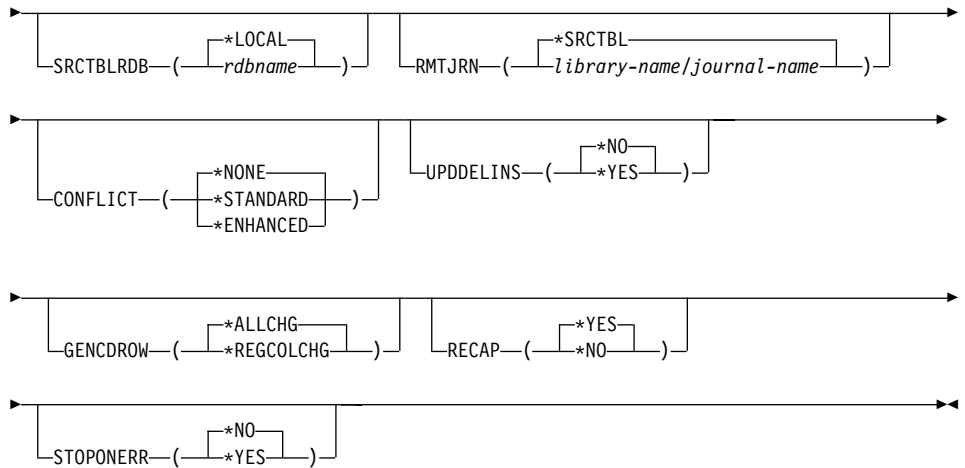 *LOCAL *SRCTBL
SRCTBLRDB ( rdbname ) RMTJRN ( library-name/journal-name )
*NONE *NO
CONFLICT ( *STANDARD ) UPDDELINS ( *YES )
*ENHANCED
*ALLCHG *YES
GENCDROW ( *REGCOLCHG ) RECAP ( *NO )
*NO
STOPONERR ( *YES )